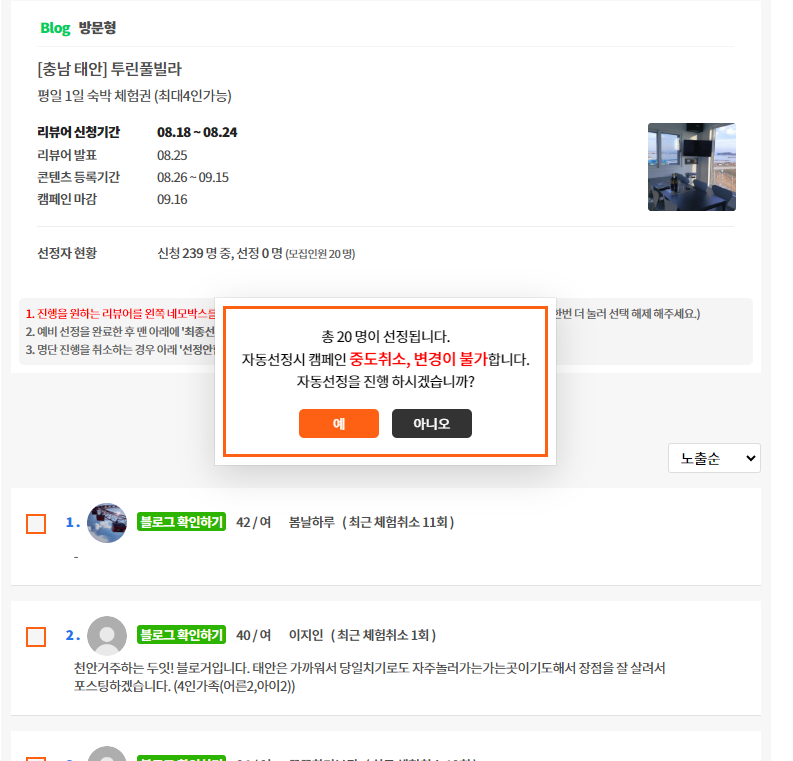 Blog 방문형
[충남 태안] 투린풀빌라
평일 1일 숙박 체험권 (최대4인가능)
리뷰어 신청기간 08.18 ~ 08.24
리뷰어 발표 08.25
콘텐츠 등록기간 08.26 ~ 09.15
캠페인 마감 09.16
선정자 현황 신청 239 명 중, 선정 0 명 (모집인원 20 명)
1. 진행을 원하는 리뷰어를 왼쪽 네모박스를 한번 더 눌러 선택 해제 해주세요.)
2. 예비 선정을 완료한 후 맨 아래에 '최종선
3. 명단 진행을 취소하는 경우 아래 '선정안
총 20 명이 선정됩니다.
자동선정시 캠페인 중도취소, 변경이 불가합니다.
자동선정을 진행 하시겠습니까?
예 아니오
노출순
1. 블로그 확인하기 42 / 여 봄날하루 ( 최근 체험취소 11회 )
-
2. 블로그 확인하기 40 / 여 이지인 ( 최근 체험취소 1회 )
천안거주하는 두잇! 블로거입니다. 태안은 가까워서 당일치기로도 자주놀러가는가는곳이기도해서 장점을 잘 살려서
포스팅하겠습니다. (4인가족(어른2,아이2))